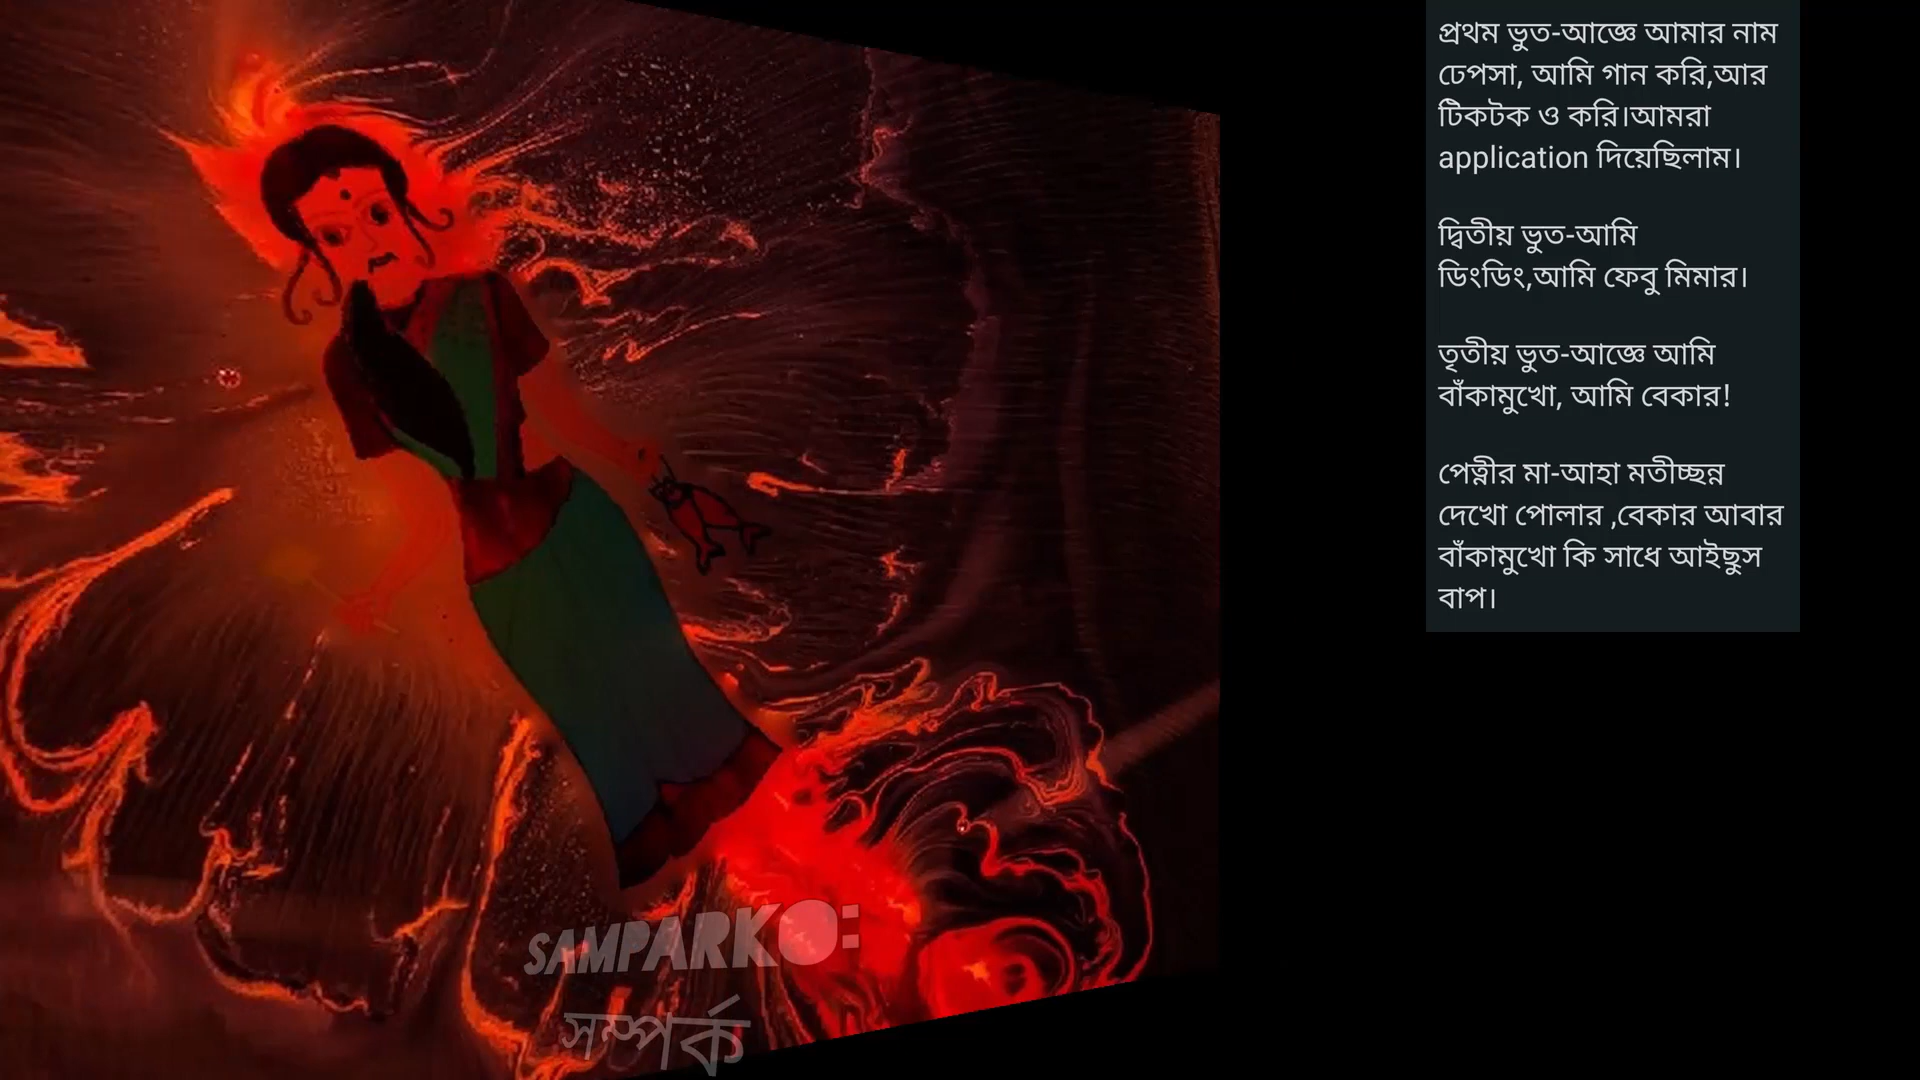 প্রথম ভুত-আজ্ঞে আমার নাম
ঢেপসা, আমি গান করি,আর
টিকটক ও করি।আমরা
application দিয়েছিলাম।
দ্বিতীয় ভুত-আমি
ডিংডিং,আমি ফেবু মিমার।
তৃতীয় ভুত-আজ্ঞে আমি
বাঁকামুখো, আমি বেকার!
পেত্নীর মা-আহা মতীচ্ছন্ন
দেখো পোলার ,বেকার আবার
বাঁকামুখো কি সাধে আইছুস
বাপ।
SAMPARKO:
সম্পর্ক